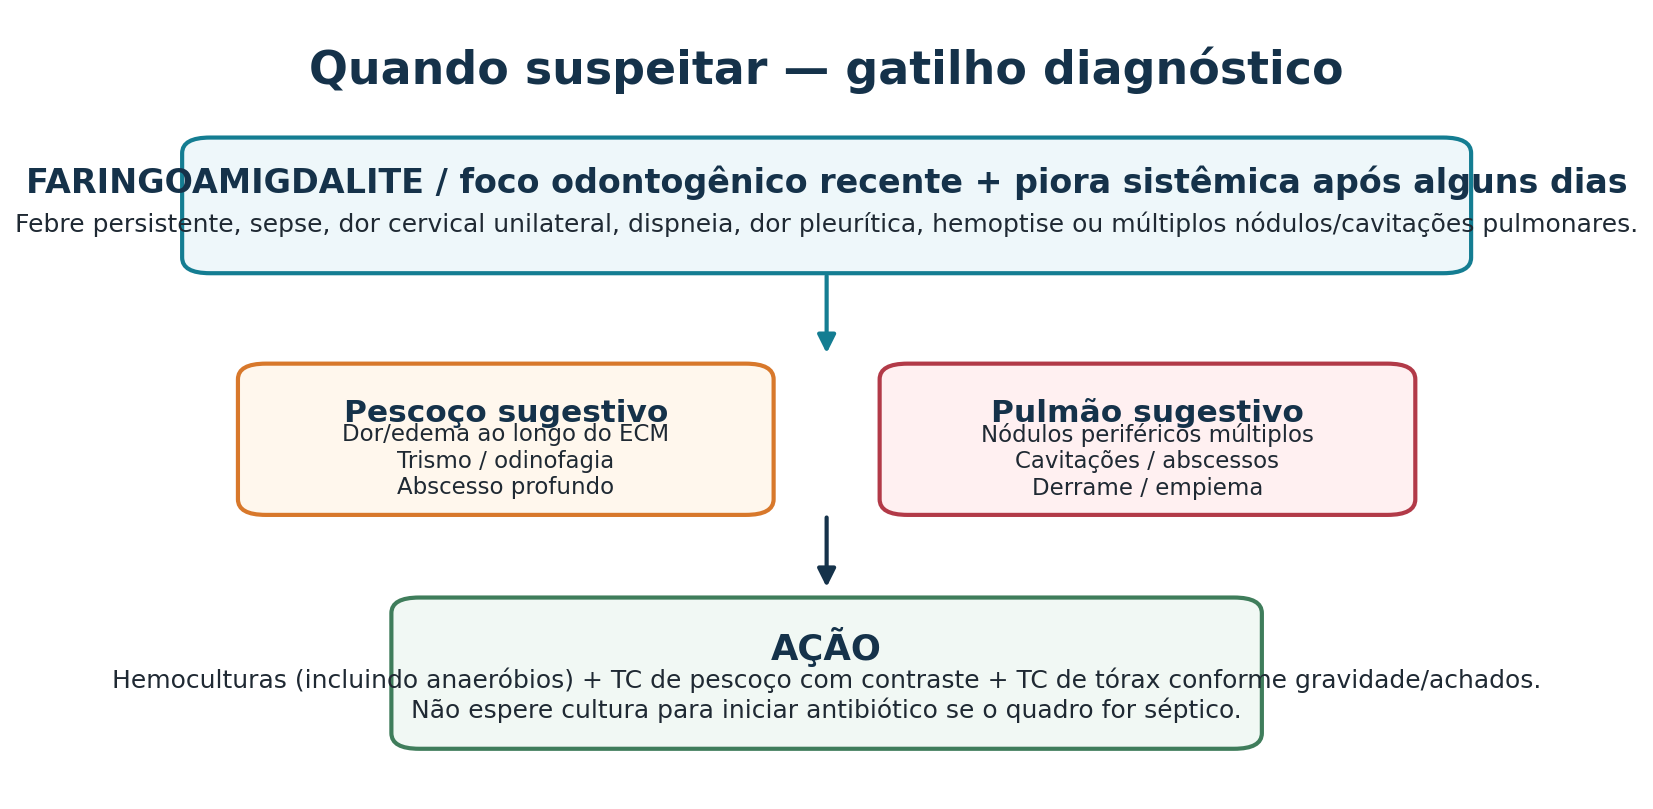 Quando suspeitar — gatilho diagnóstico
FARINGOAMIGDALITE / foco odontogênico recente + piora sistêmica após alguns dias
Febre persistente, sepse, dor cervical unilateral, dispneia, dor pleurítica, hemoptise ou múltiplos nódulos/cavitações pulmonares.
Pescoço sugestivo
Dor/edema ao longo do ECM
Trismo / odinofagia
Abscesso profundo
Pulmão sugestivo
Nódulos periféricos múltiplos
Cavitações / abscessos
Derrame / empiema
AÇÃO
Hemoculturas (incluindo anaeróbios) + TC de pescoço com contraste + TC de tórax conforme gravidade/achados.
Não espere cultura para iniciar antibiótico se o quadro for séptico.